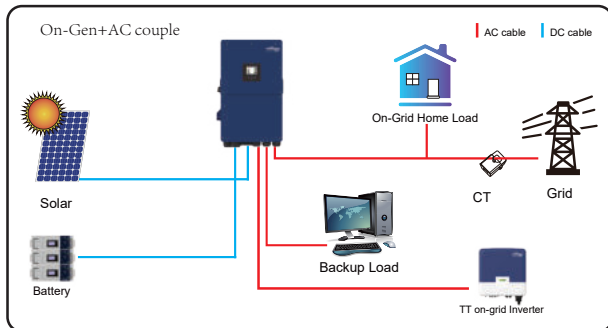 On-Gen+AC couple
AC cable
DC cable
On-Grid Home Load
Solar
CT
Grid
Backup Load
Battery
TT on-grid Inverter